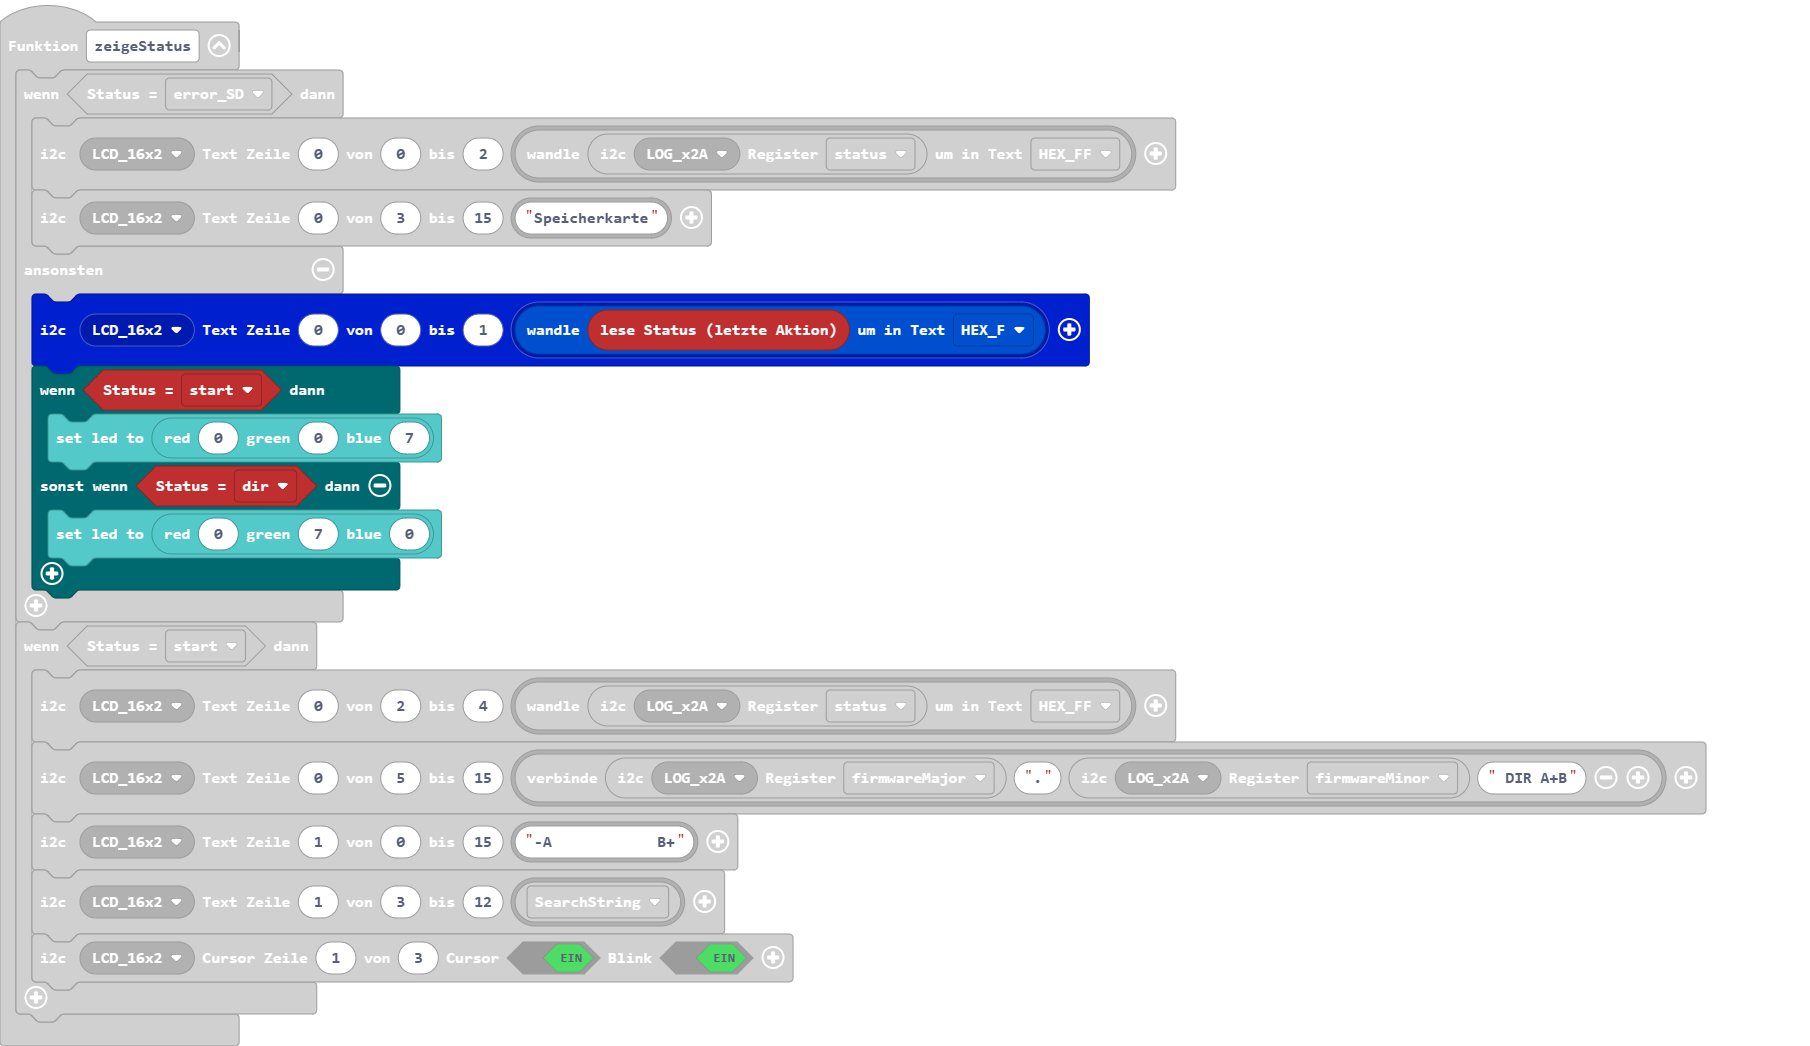 Funktion zeigeStatus
wenn Status = error_SD dann
i2c LCD_16x2 Text Zeile 0 von 0 bis 2 wandle i2c LOG_x2A Register status um in Text HEX_FF
i2c LCD_16x2 Text Zeile 0 von 3 bis 15 "Speicherkarte"
ansonsten
i2c LCD_16x2 Text Zeile 0 von 0 bis 1 wandle lese Status (letzte Aktion) um in Text HEX_F
wenn Status = start dann
set led to red 0 green 0 blue 7
sonst wenn Status = dir dann
set led to red 0 green 7 blue 0
wenn Status = start dann
i2c LCD_16x2 Text Zeile 0 von 2 bis 4 wandle i2c LOG_x2A Register status um in Text HEX_FF
i2c LCD_16x2 Text Zeile 0 von 5 bis 15 verbinde i2c LOG_x2A Register firmwareMajor "." i2c LOG_x2A Register firmwareMinor " DIR A+B"
i2c LCD_16x2 Text Zeile 1 von 0 bis 15 "-A            B+"
i2c LCD_16x2 Text Zeile 1 von 3 bis 12 SearchString
i2c LCD_16x2 Cursor Zeile 1 von 3 Cursor EIN Blink EIN